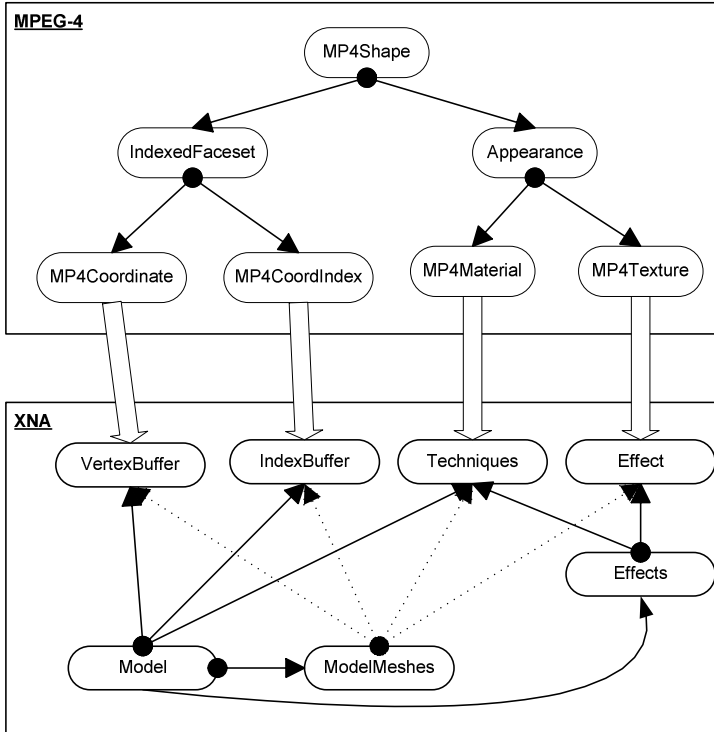 MPEG-4
MP4Shape
IndexedFaceset
Appearance
MP4Coordinate
MP4CoordIndex
MP4Material
MP4Texture
XNA
VertexBuffer
IndexBuffer
Techniques
Effect
Effects
Model
ModelMeshes